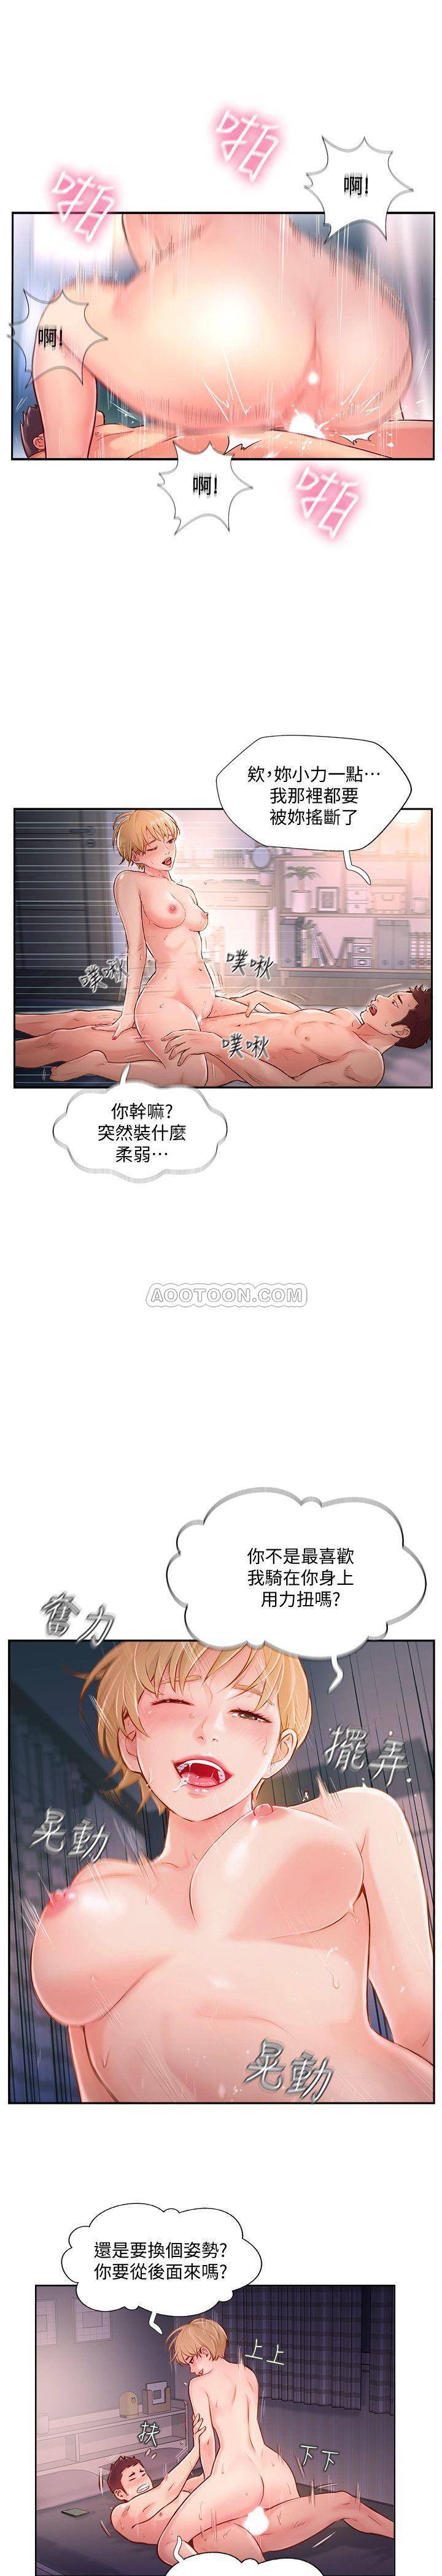 啪
啪
啊!
啊!
啊!
啪
欸,妳小力一點…
我那裡都要
被妳搖斷了
噗啾
噗啾
噗啾
你幹嘛?
突然裝什麼
柔弱…
AOOTOON.COM
你不是最喜歡
我騎在你身上
用力扭嗎?
奮力
擺弄
晃動
晃動
還是要換個姿勢?
你要從後面來嗎?
上上
扶
下下